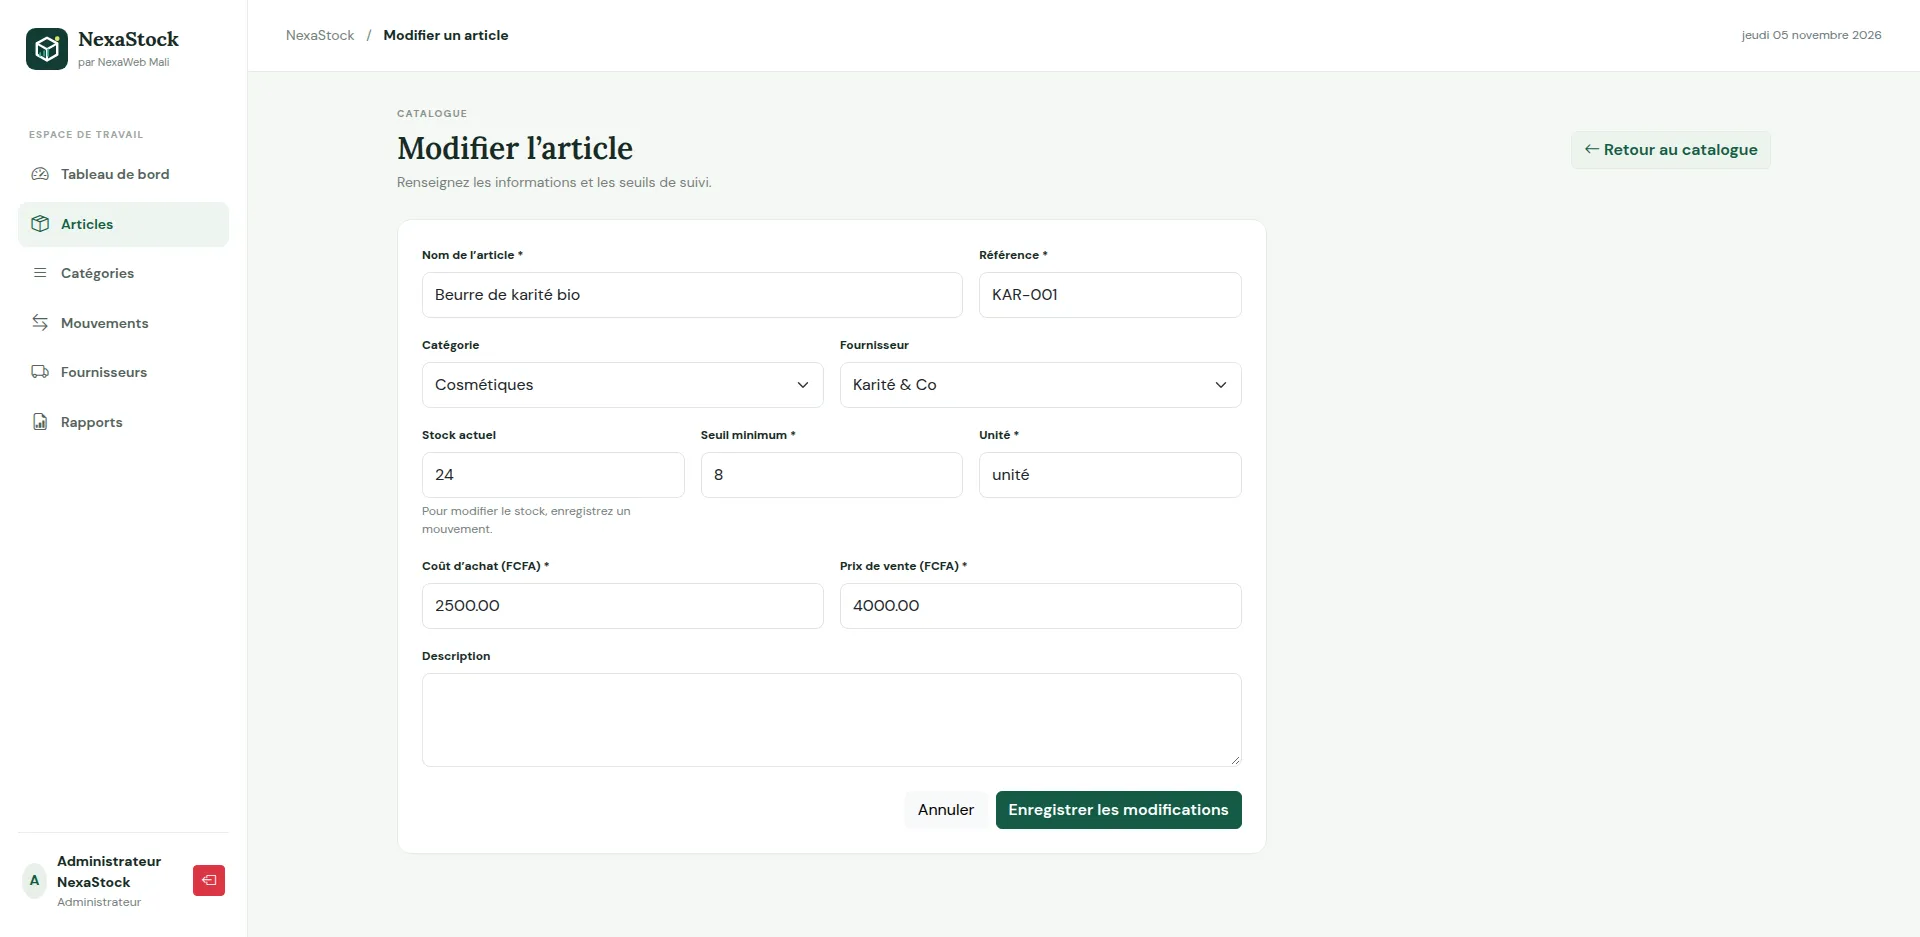 NexaStock
par NexaWeb Mali
ESPACE DE TRAVAIL
Tableau de bord
Articles
Catégories
Mouvements
Fournisseurs
Rapports
A
Administrateur
NexaStock
Administrateur
NexaStock / Modifier un article
jeudi 05 novembre 2026
CATALOGUE
Modifier l’article
Renseignez les informations et les seuils de suivi.
← Retour au catalogue
Nom de l’article *
Référence *
Beurre de karité bio
KAR-001
Catégorie
Fournisseur
Cosmétiques
Karité & Co
Stock actuel
Seuil minimum *
Unité *
24
8
unité
Pour modifier le stock, enregistrez un
mouvement.
Coût d’achat (FCFA) *
Prix de vente (FCFA) *
2500.00
4000.00
Description
Annuler
Enregistrer les modifications